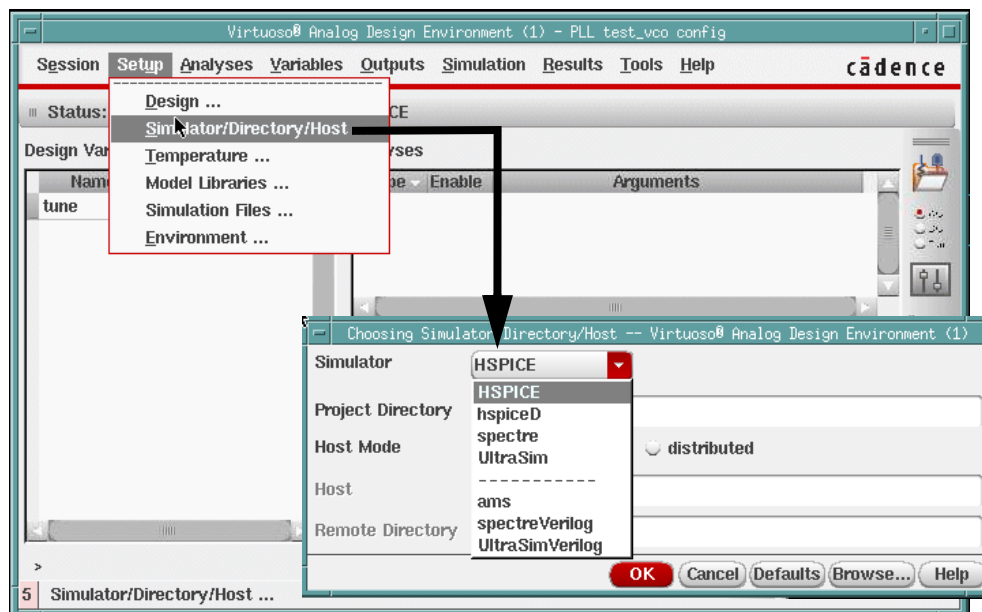 Virtuoso® Analog Design Environment (1) - PLL test_vco config
Session Setup Analyses Variables Outputs Simulation Results Tools Help
cādence
Status:
Design ...
Simulator/Directory/Host
Temperature ...
Model Libraries ...
Simulation Files ...
Environment ...
Design Var
Enable Arguments
tune
Choosing Simulator/Directory/Host -- Virtuoso® Analog Design Environment (1)
Simulator HSPICE
HSPICE
hspiceD
spectre
UltraSim
-----------
ams
spectreVerilog
UltraSimVerilog
Project Directory
Host Mode distributed
Host
Remote Directory
OK Cancel Defaults Browse... Help
>
5 Simulator/Directory/Host ...